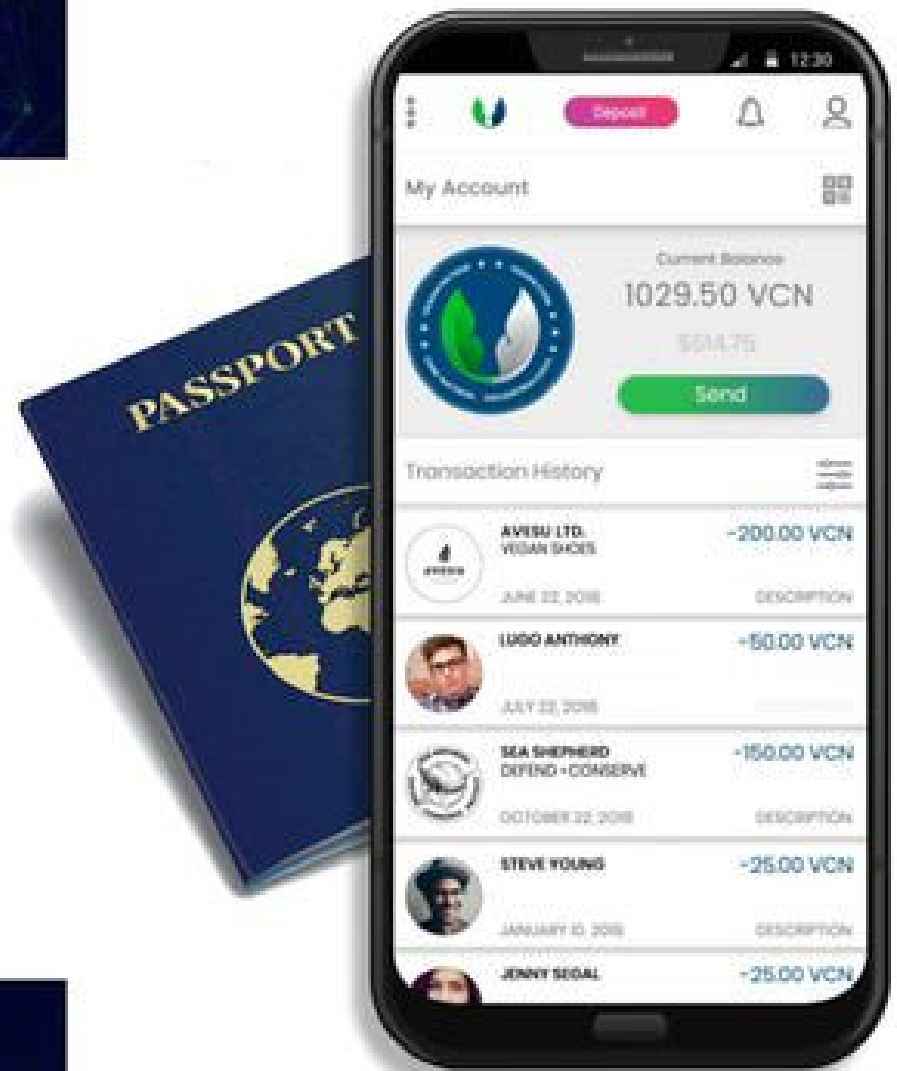 PASSPORT
12:30
Deposit
My Account
Current Balance
1029.50 VCN
$514.75
Send
Transaction History
AVESU LTD.
VEGAN SHOES
-200.00 VCN
JUNE 22, 2018
DESCRIPTION
LUGO ANTHONY
-50.00 VCN
JULY 22, 2018
SEA SHEPHERD
DEFEND • CONSERVE
-150.00 VCN
OCTOBER 22, 2018
DESCRIPTION
STEVE YOUNG
-25.00 VCN
JANUARY 10, 2018
DESCRIPTION
JENNY SEGAL
-25.00 VCN